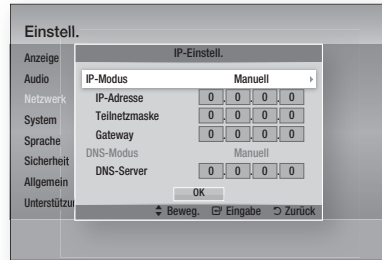 Einstell.
Anzeige
Audio
Netzwerk
System
Sprache
Sicherheit
Allgemein
Unterstützu
IP-Einstell.
IP-Modus Manuell
IP-Adresse 0 . 0 . 0 . 0
Teilnetzmaske 0 . 0 . 0 . 0
Gateway 0 . 0 . 0 . 0
DNS-Modus Manuell
DNS-Server 0 . 0 . 0 . 0
OK
Beweg. Eingabe Zurück